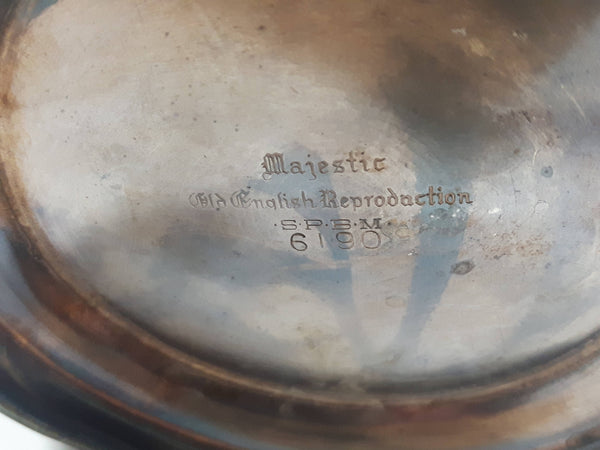 Majestic
Old English Reproduction
·S·P·B·M·
6190